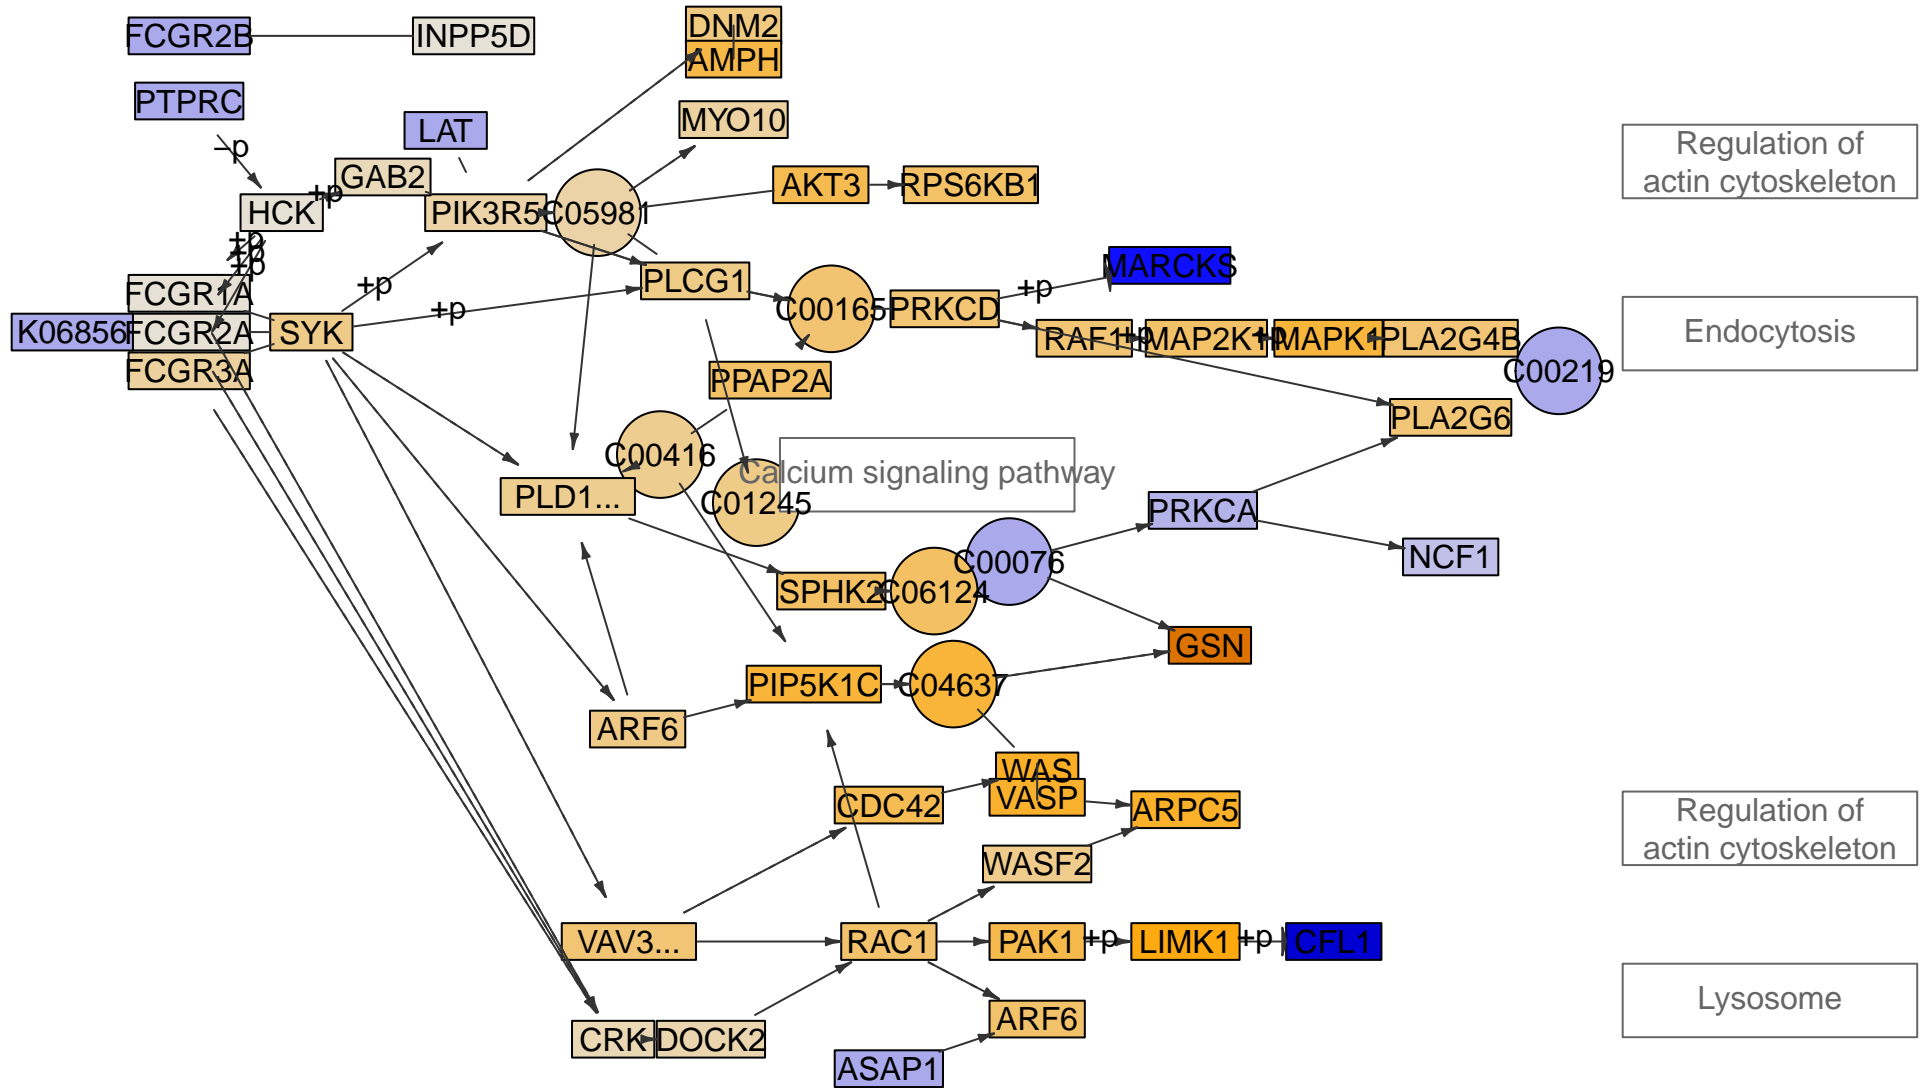 FCGR2B
INPP5D
DNM2
AMPH
PTPRC
LAT
MYO10
Regulation of
actin cytoskeleton
−p
GAB2
+p
HCK
PIK3R5
C05981
AKT3
RPS6KB1
+p
+p
+p
FCGR1A
+p
PLCG1
C00165
PRKCD
+p
MARCKS
K06856
FCGR2A
SYK
+p
RAF1
+p
MAP2K1
+p
MAPK1
PLA2G4B
C00219
Endocytosis
FCGR3A
PPAP2A
PLA2G6
C00416
Calcium signaling pathway
PLD1...
C01245
PRKCA
NCF1
C00076
SPHK2
C06124
GSN
PIP5K1C
C04637
ARF6
WAS
VASP
CDC42
ARPC5
Regulation of
actin cytoskeleton
WASF2
VAV3...
RAC1
PAK1
+p
LIMK1
+p
CFL1
Lysosome
ARF6
CRK
DOCK2
ASAP1